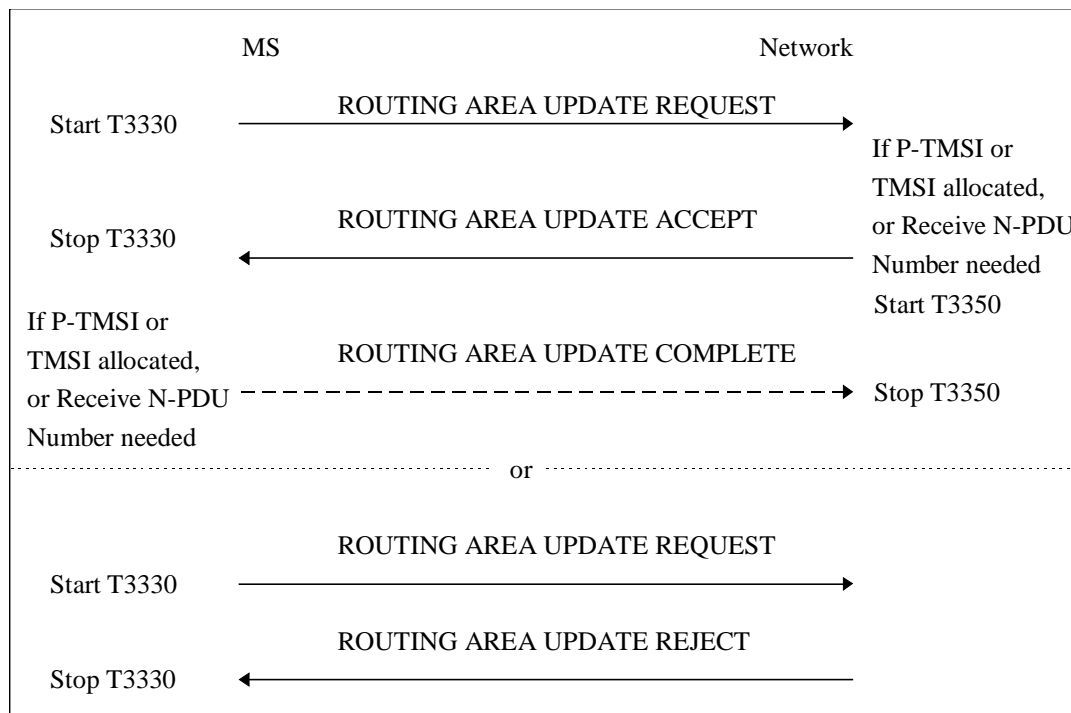 MS
Network
ROUTING AREA UPDATE REQUEST
Start T3330
If P-TMSI or
TMSI allocated,
or Receive N-PDU
Number needed
Start T3350
ROUTING AREA UPDATE ACCEPT
Stop T3330
If P-TMSI or
TMSI allocated,
or Receive N-PDU
Number needed
ROUTING AREA UPDATE COMPLETE
Stop T3350
or
ROUTING AREA UPDATE REQUEST
Start T3330
ROUTING AREA UPDATE REJECT
Stop T3330